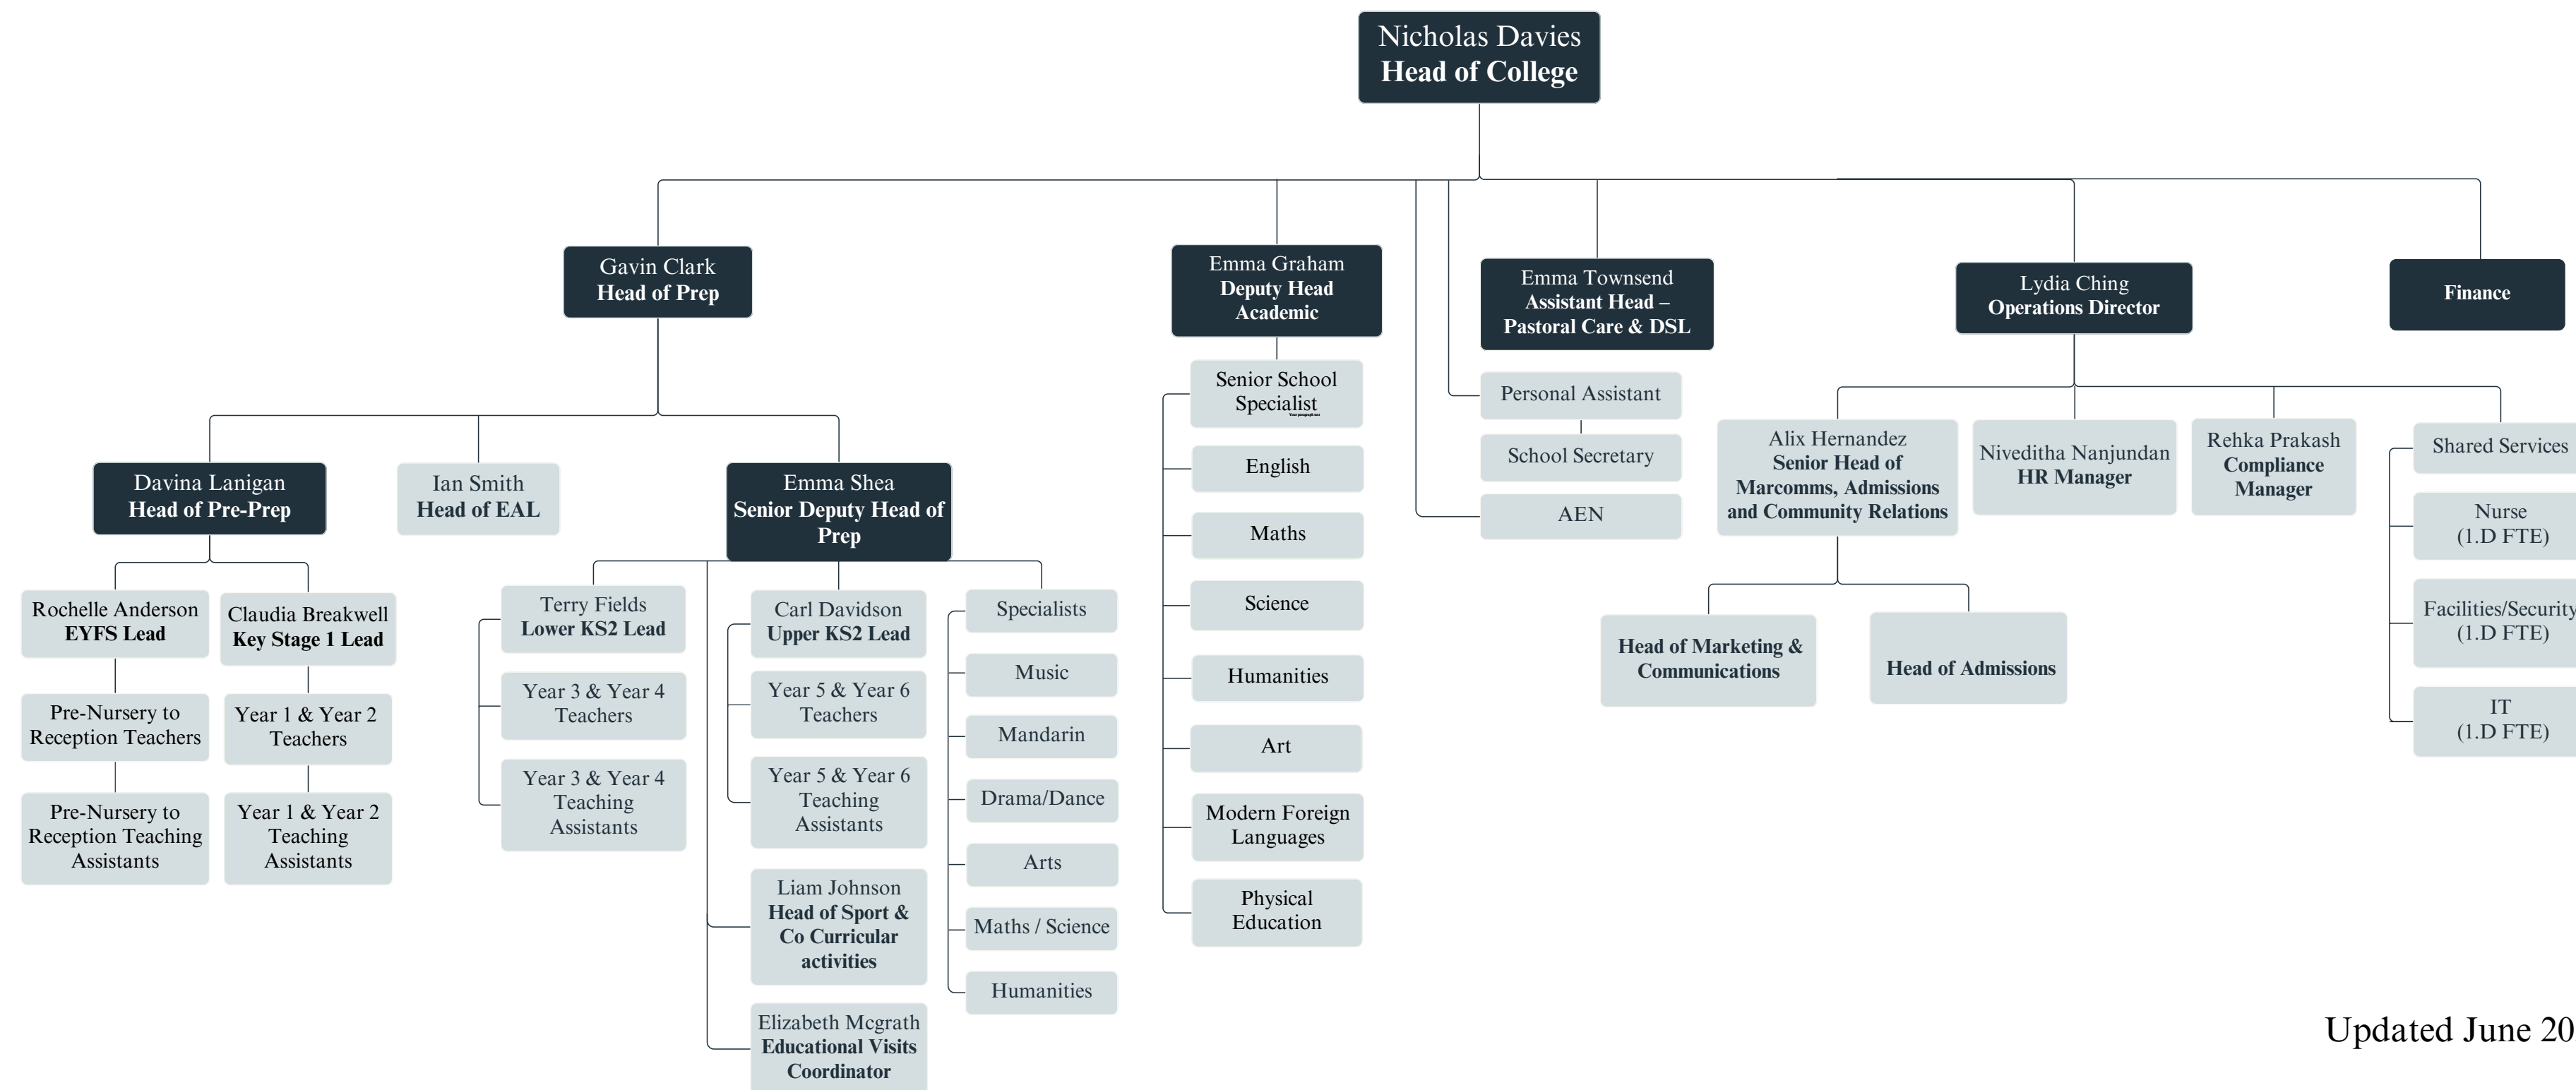 Nicholas Davies
Head of College
Gavin Clark
Head of Prep
Emma Graham
Deputy Head
Academic
Emma Townsend
Assistant Head –
Pastoral Care & DSL
Lydia Ching
Operations Director
Finance
Davina Lanigan
Head of Pre-Prep
Ian Smith
Head of EAL
Emma Shea
Senior Deputy Head of
Prep
Rochelle Anderson
EYFS Lead
Pre-Nursery to
Reception Teachers
Pre-Nursery to
Reception Teaching
Assistants
Claudia Breakwell
Key Stage 1 Lead
Year 1 & Year 2
Teachers
Year 1 & Year 2
Teaching
Assistants
Terry Fields
Lower KS2 Lead
Year 3 & Year 4
Teachers
Year 3 & Year 4
Teaching
Assistants
Carl Davidson
Upper KS2 Lead
Year 5 & Year 6
Teachers
Year 5 & Year 6
Teaching
Assistants
Liam Johnson
Head of Sport &
Co Curricular
activities
Elizabeth Mcgrath
Educational Visits
Coordinator
Specialists
Music
Mandarin
Drama/Dance
Arts
Maths / Science
Humanities
Senior School
Specialist
Your paragraph text
English
Maths
Science
Humanities
Art
Modern Foreign
Languages
Physical
Education
Personal Assistant
School Secretary
AEN
Alix Hernandez
Senior Head of
Marcomms, Admissions
and Community Relations
Niveditha Nanjundan
HR Manager
Rehka Prakash
Compliance
Manager
Head of Marketing &
Communications
Head of Admissions
Shared Services
Nurse
(1.D FTE)
Facilities/Security
(1.D FTE)
IT
(1.D FTE)
Updated June 20